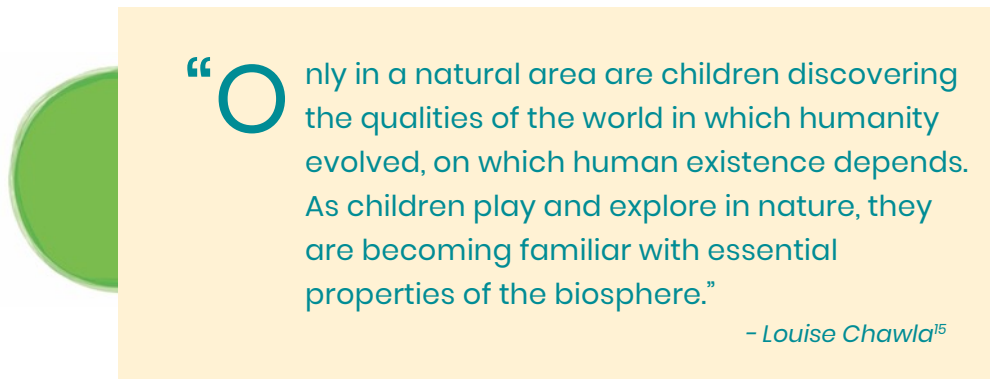 “Only in a natural area are children discovering
the qualities of the world in which humanity
evolved, on which human existence depends.
As children play and explore in nature, they
are becoming familiar with essential
properties of the biosphere.”
- Louise Chawla¹⁵